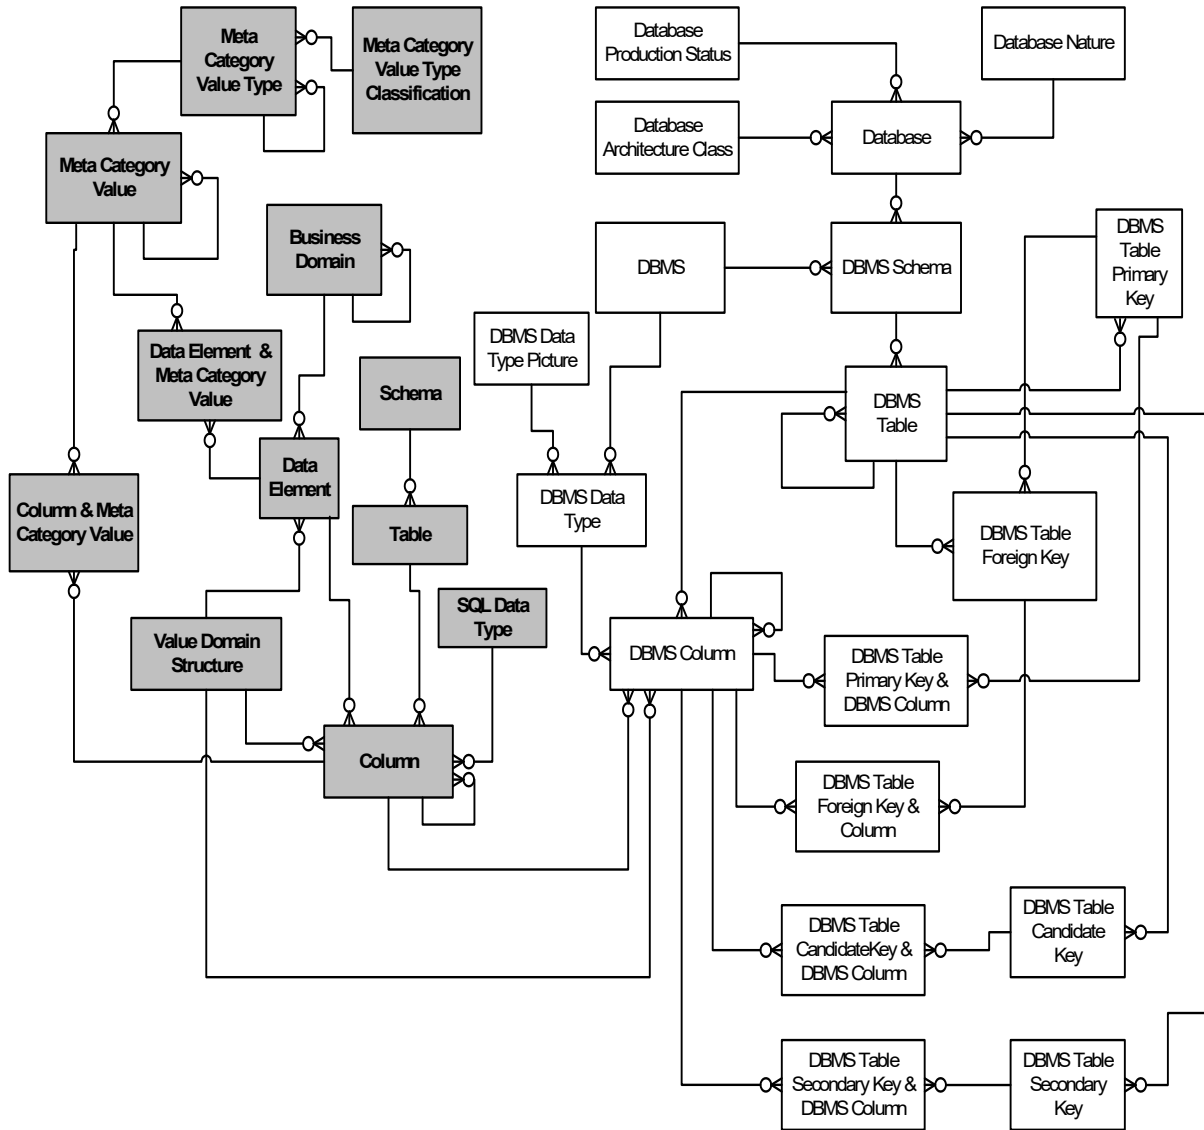 Meta
Category
Value Type
Meta Category
Value Type
Classification
Database
Production Status
Database Nature
Database
Architecture Class
Database
Meta Category
Value
Business
Domain
DBMS
DBMS Schema
DBMS
Table
Primary
Key
DBMS Data
Type Picture
Data Element &
Meta Category
Value
Schema
DBMS
Table
Data
Element
Column & Meta
Category Value
Table
DBMS Data
Type
DBMS Table
Foreign Key
SQL Data
Type
Value Domain
Structure
DBMS Column
DBMS Table
Primary Key &
DBMS Column
Column
DBMS Table
Foreign Key &
Column
DBMS Table
CandidateKey &
DBMS Column
DBMS Table
Candidate
Key
DBMS Table
Secondary Key &
DBMS Column
DBMS Table
Secondary
Key